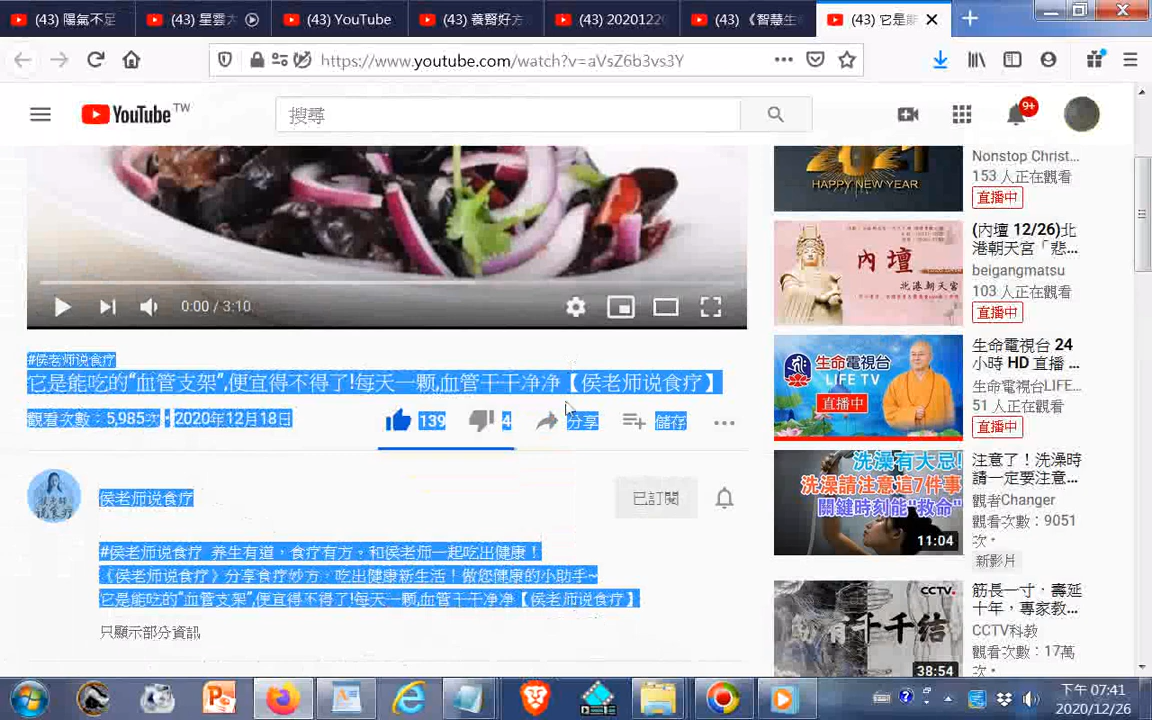 (43) 陽氣不足
(43) 星雲大
(43) YouTube
(43) 養腎好方
(43) 2020122
(43) 《智慧生
(43) 它是能
https://www.youtube.com/watch?v=aVsZ6b3vs3Y
YouTube TW
搜尋
9+
0:00 / 3:10
#侯老师说食疗
它是能吃的“血管支架”,便宜得不得了!每天一颗,血管干干净净【侯老师说食疗】
觀看次數：5,985次 • 2020年12月18日
139
4
分享
儲存
侯老师说食疗
已訂閱
#侯老师说食疗 养生有道，食疗有方。和侯老师一起吃出健康！
《侯老师说食疗》分享食疗妙方，吃出健康新生活！做您健康的小助手~
它是能吃的“血管支架”,便宜得不得了!每天一颗,血管干干净净【侯老师说食疗】
只顯示部分資訊
HAPPY NEW YEAR
Nonstop Christ...
153 人正在觀看
直播中
內壇
北港朝天宮
(內壇 12/26)北
港朝天宮「悲...
beigangmatsu
103 人正在觀看
直播中
生命電視台
LIFE TV
直播中
生命電視台 24
小時 HD 直播 ...
生命電視台LIFE...
51 人正在觀看
直播中
洗澡有大忌!
洗澡請注意這7件事
關鍵時刻能"救命"
11:04
注意了！洗澡時
請一定要注意...
觀者Changer
觀看次數：9051
次 •
新影片
CCTV.
千千结
38:54
筋長一寸，壽延
十年，專家教...
CCTV科教
觀看次數：17萬
次 •
下午 07:41
2020/12/26